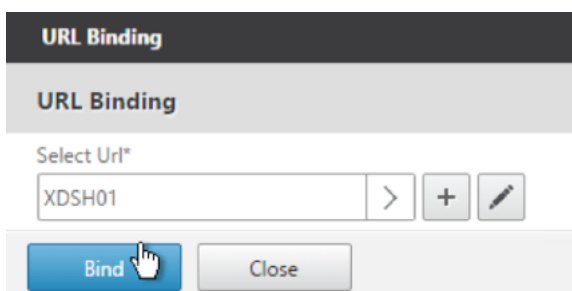 URL Binding
URL Binding
Select Url*
XDSH01
Bind Close